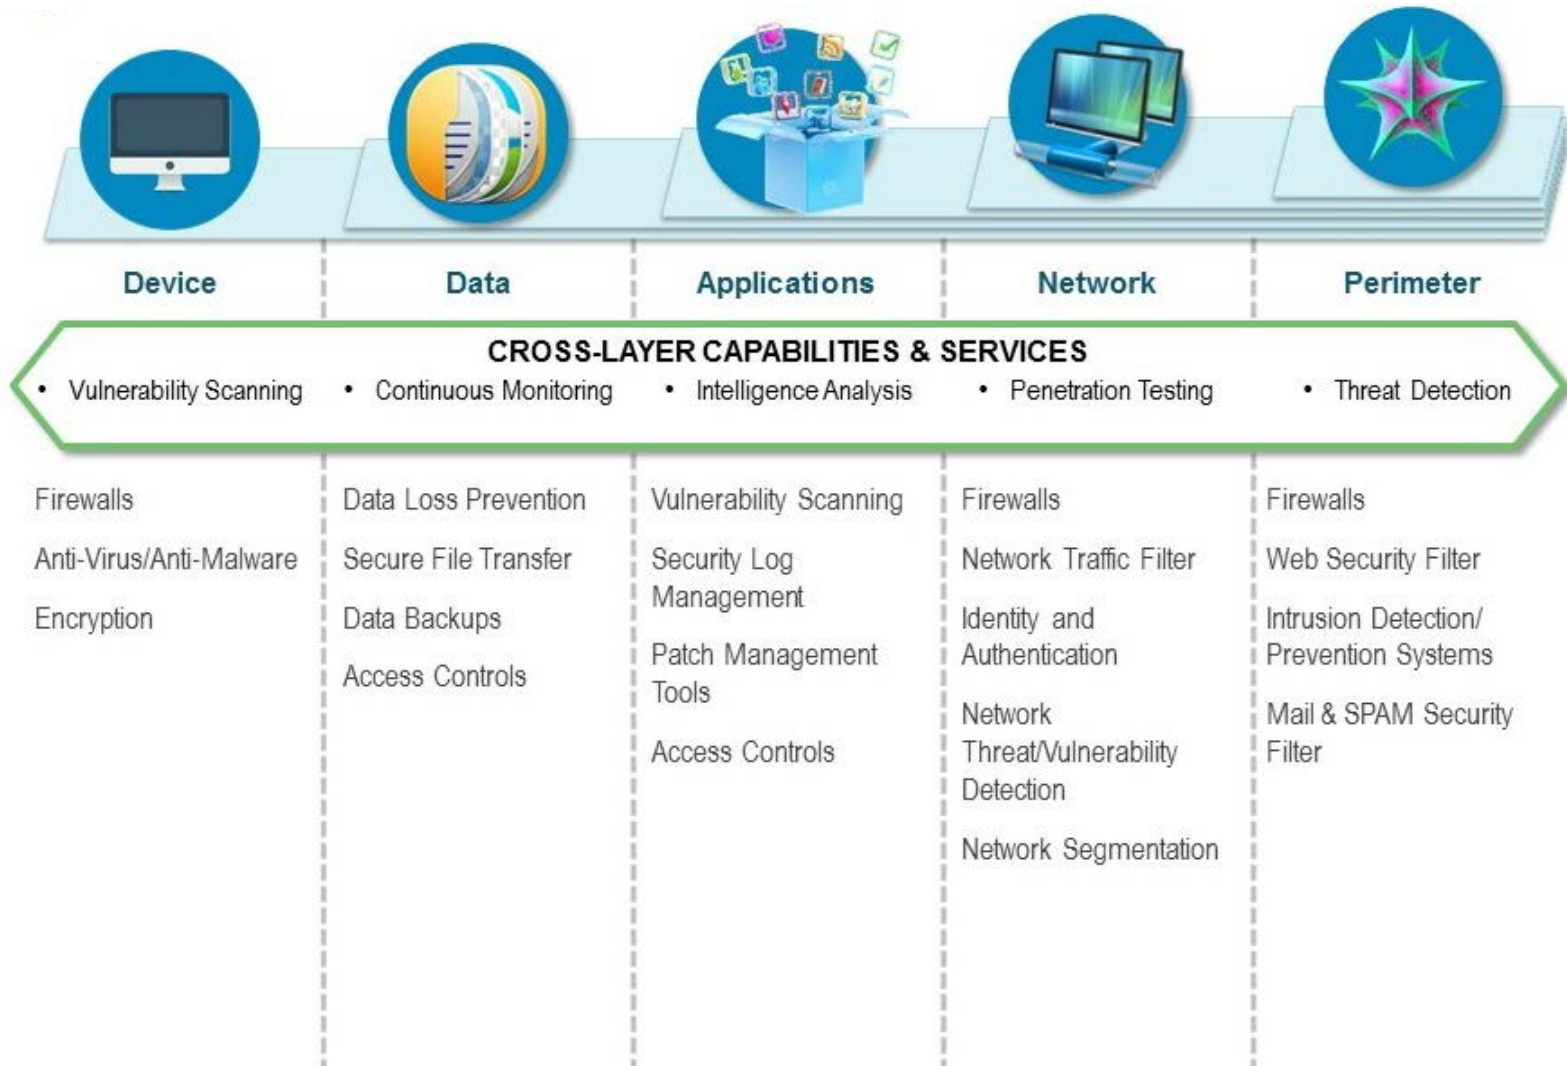 Device
Data
Applications
Network
Perimeter
CROSS-LAYER CAPABILITIES & SERVICES
• Vulnerability Scanning
• Continuous Monitoring
• Intelligence Analysis
• Penetration Testing
• Threat Detection
Firewalls
Anti-Virus/Anti-Malware
Encryption
Data Loss Prevention
Secure File Transfer
Data Backups
Access Controls
Vulnerability Scanning
Security Log
Management
Patch Management
Tools
Access Controls
Firewalls
Network Traffic Filter
Identity and
Authentication
Network
Threat/Vulnerability
Detection
Network Segmentation
Firewalls
Web Security Filter
Intrusion Detection/
Prevention Systems
Mail & SPAM Security
Filter